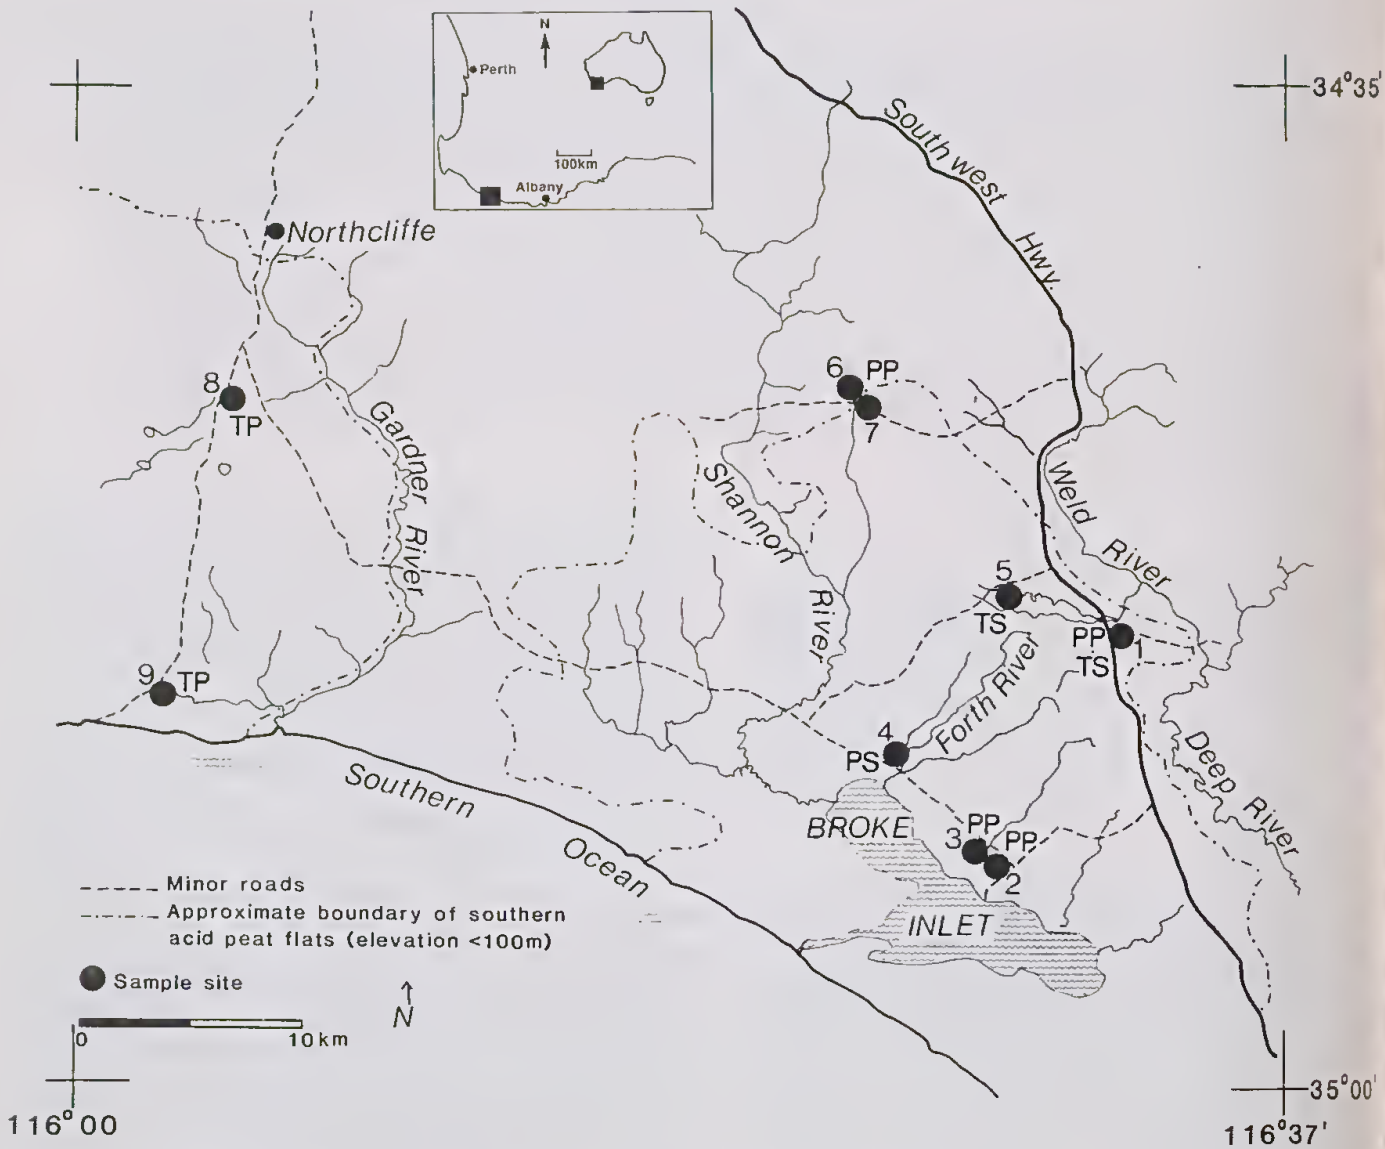 N
Perth
100km
Albany
34°35'
South west
Hwy.
Northcliffe
8
TP
Gardner
River
6
PP
7
Shannon
River
Weld
River
5
TS
PP
1
TS
9
TP
Forth River
4
PS
Deep River
BROKE
3
PP
PP
2
INLET
Southern
Ocean
Minor roads
Approximate boundary of southern
acid peat flats (elevation <100m)
Sample site
N
0
10km
116°00
35°00'
116°37'